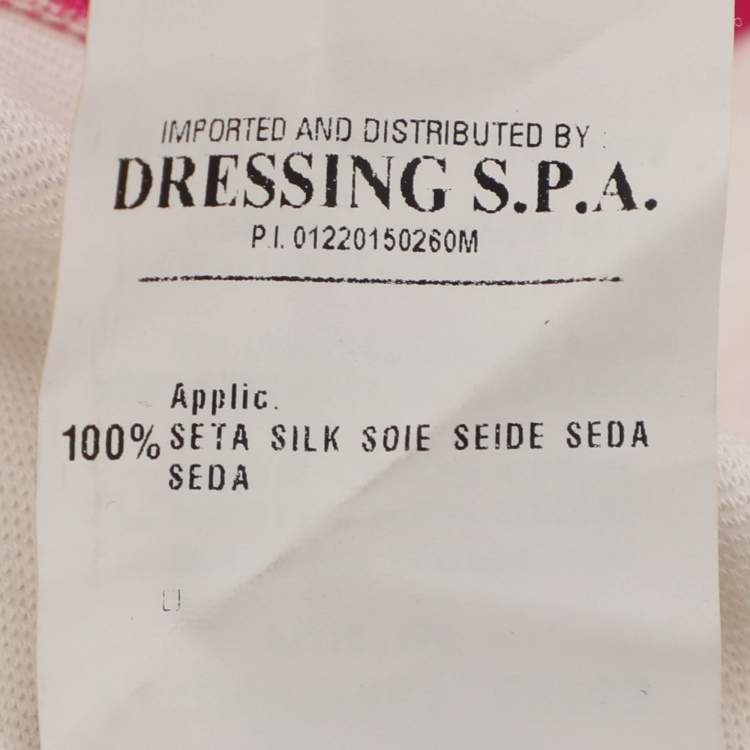 IMPORTED AND DISTRIBUTED BY :
DRESSING S.P.A.
P.I. 01220150260M
Applic.
100% SETA SILK SOIE SEIDE SEDA
SEDA